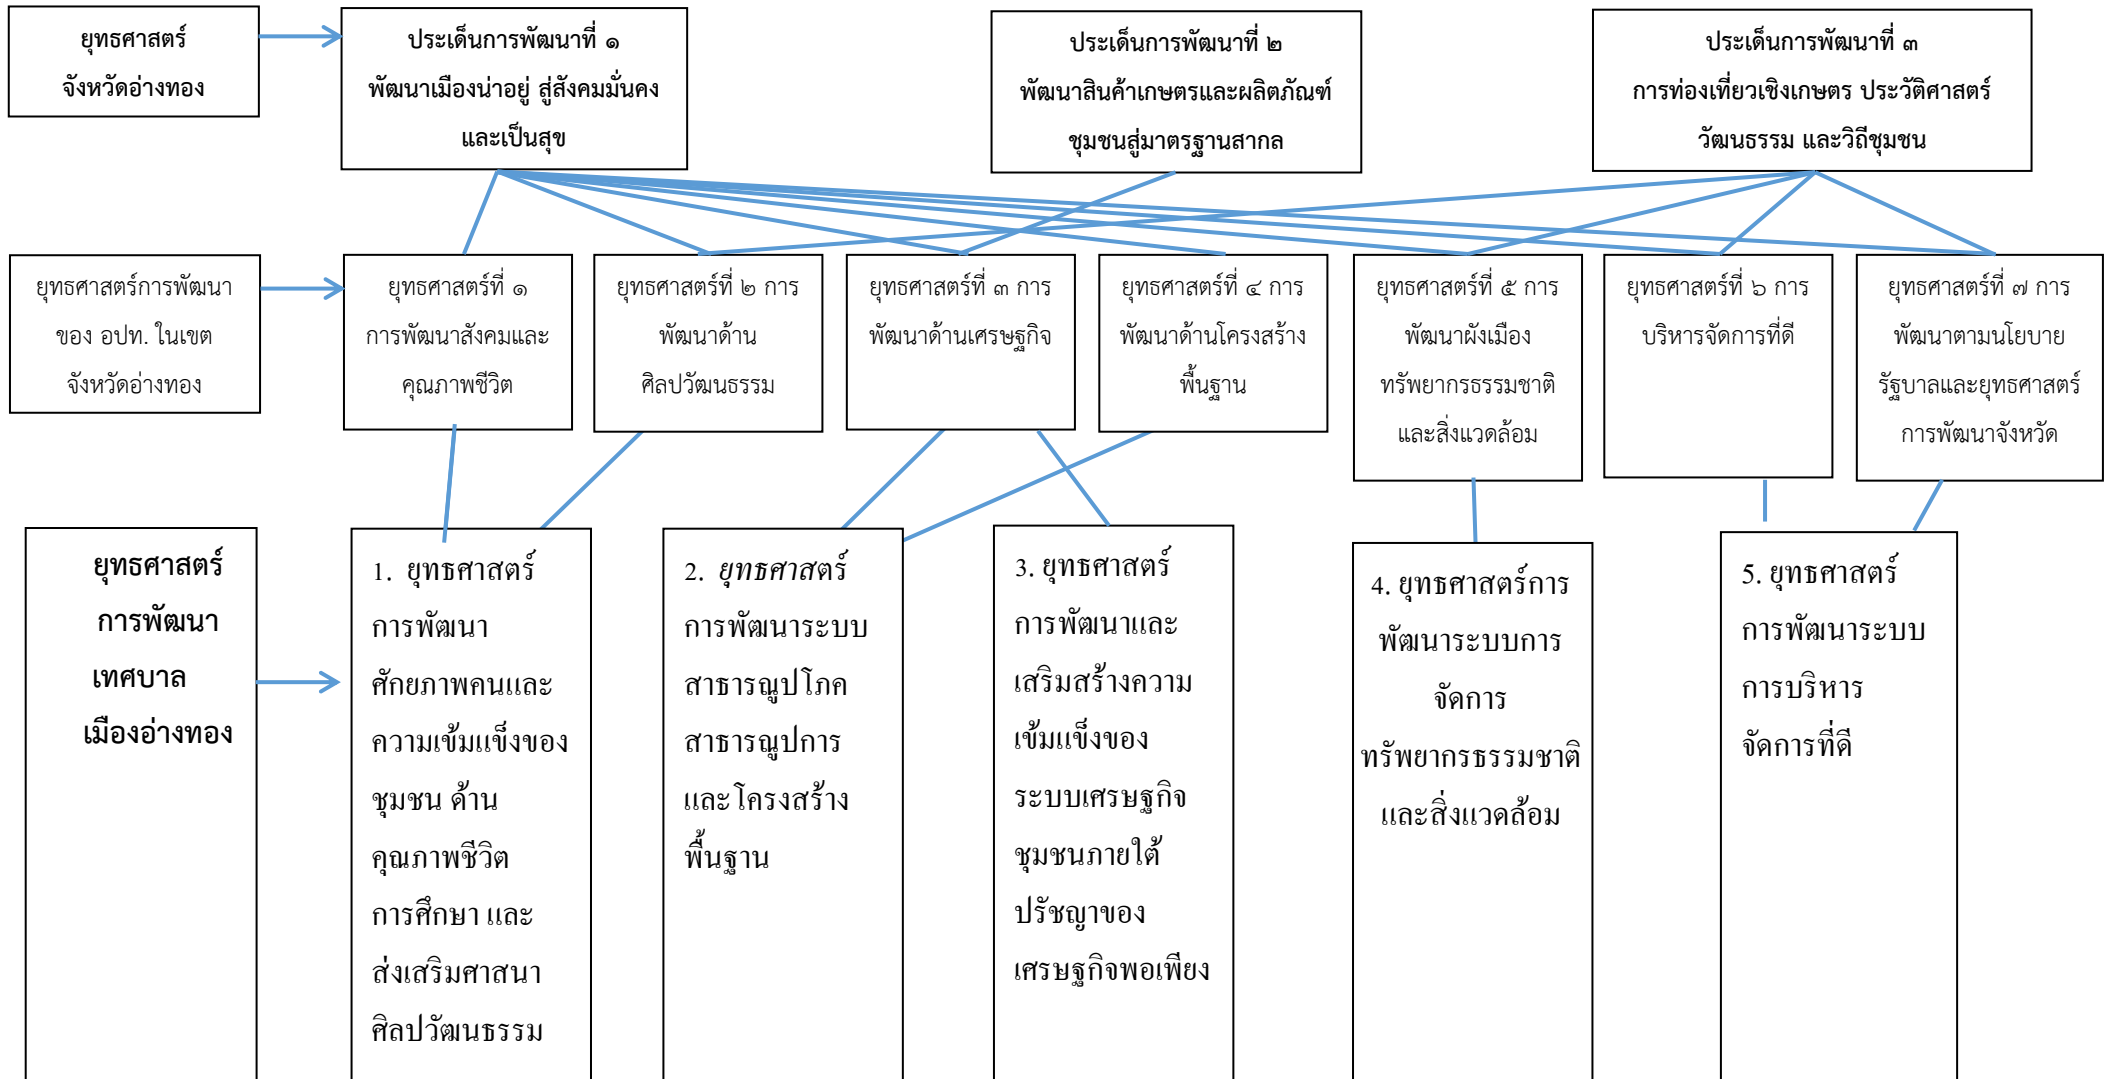 ยุทธศาสตร์
จังหวัดอ่างทอง
ประเด็นการพัฒนาที่ ๑
พัฒนาเมืองน่าอยู่ สู่สังคมมั่นคง
และเป็นสุข
ประเด็นการพัฒนาที่ ๒
พัฒนาสินค้าเกษตรและผลิตภัณฑ์
ชุมชนสู่มาตรฐานสากล
ประเด็นการพัฒนาที่ ๓
การท่องเที่ยวเชิงเกษตร ประวัติศาสตร์
วัฒนธรรม และวิถีชุมชน
ยุทธศาสตร์การพัฒนา
ของ อปท. ในเขต
จังหวัดอ่างทอง
ยุทธศาสตร์ที่ ๑
การพัฒนาสังคมและ
คุณภาพชีวิต
ยุทธศาสตร์ที่ ๒ การ
พัฒนาด้าน
ศิลปวัฒนธรรม
ยุทธศาสตร์ที่ ๓ การ
พัฒนาด้านเศรษฐกิจ
ยุทธศาสตร์ที่ ๔ การ
พัฒนาด้านโครงสร้าง
พื้นฐาน
ยุทธศาสตร์ที่ ๕ การ
พัฒนาผังเมือง
ทรัพยากรธรรมชาติ
และสิ่งแวดล้อม
ยุทธศาสตร์ที่ ๖ การ
บริหารจัดการที่ดี
ยุทธศาสตร์ที่ ๗ การ
พัฒนาตามนโยบาย
รัฐบาลและยุทธศาสตร์
การพัฒนาจังหวัด
ยุทธศาสตร์
การพัฒนา
เทศบาล
เมืองอ่างทอง
1. ยุทธศาสตร์
การพัฒนา
ศักยภาพคนและ
ความเข้มแข็งของ
ชุมชน ด้าน
คุณภาพชีวิต
การศึกษา และ
ส่งเสริมศาสนา
ศิลปวัฒนธรรม
2. ยุทธศาสตร์
การพัฒนาระบบ
สาธารณูปโภค
สาธารณูปการ
และโครงสร้าง
พื้นฐาน
3. ยุทธศาสตร์
การพัฒนาและ
เสริมสร้างความ
เข้มแข็งของ
ระบบเศรษฐกิจ
ชุมชนภายใต้
ปรัชญาของ
เศรษฐกิจพอเพียง
4. ยุทธศาสตร์การ
พัฒนาระบบการ
จัดการ
ทรัพยากรธรรมชาติ
และสิ่งแวดล้อม
5. ยุทธศาสตร์
การพัฒนาระบบ
การบริหาร
จัดการที่ดี